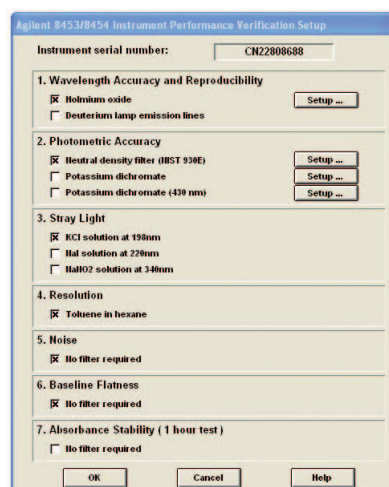 Agilent 8453/8454 Instrument Performance Verification Setup
Instrument serial number: CN22808688
1. Wavelength Accuracy and Reproducibility
Holmium oxide Setup ...
Deuterium lamp emission lines
2. Photometric Accuracy
Neutral density filter (NIST 930E) Setup ...
Potassium dichromate Setup ...
Potassium dichromate (430 nm) Setup ...
3. Stray Light
KCl solution at 198nm
NaI solution at 220nm
NaNO2 solution at 340nm
4. Resolution
Toluene in hexane
5. Noise
No filter required
6. Baseline Flatness
No filter required
7. Absorbance Stability ( 1 hour test )
No filter required
OK Cancel Help